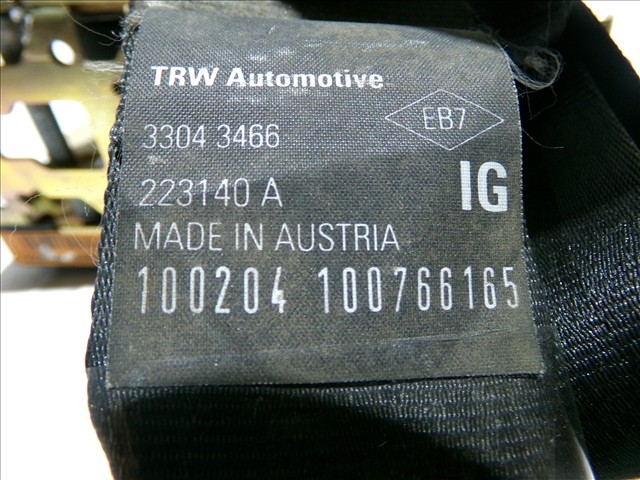 TRW Automotive
EB7
3304 3466
IG
223140 A
MADE IN AUSTRIA
100204 100766165